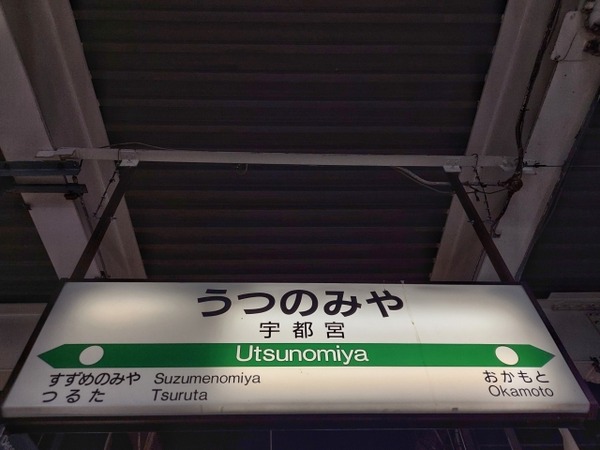 うつのみや
宇都宮
Utsunomiya
すずめのみや Suzumenomiya
つるた Tsuruta
おかもと
Okamoto